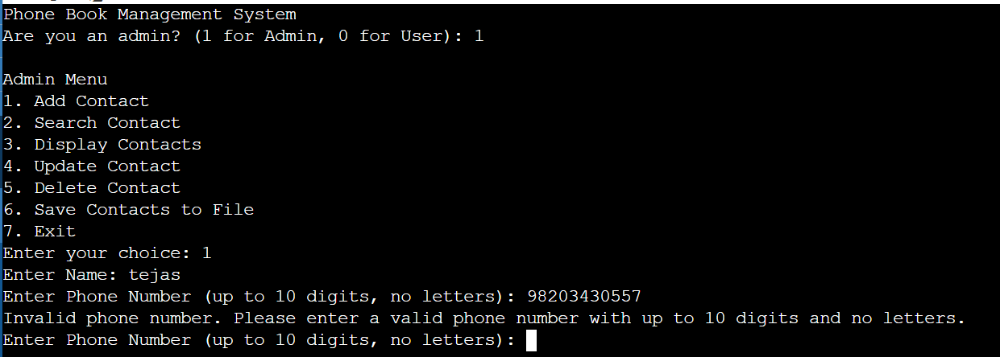 Phone Book Management System
Are you an admin? (1 for Admin, 0 for User): 1
Admin Menu
1. Add Contact
2. Search Contact
3. Display Contacts
4. Update Contact
5. Delete Contact
6. Save Contacts to File
7. Exit
Enter your choice: 1
Enter Name: tejas
Enter Phone Number (up to 10 digits, no letters): 98203430557
Invalid phone number. Please enter a valid phone number with up to 10 digits and no letters.
Enter Phone Number (up to 10 digits, no letters):